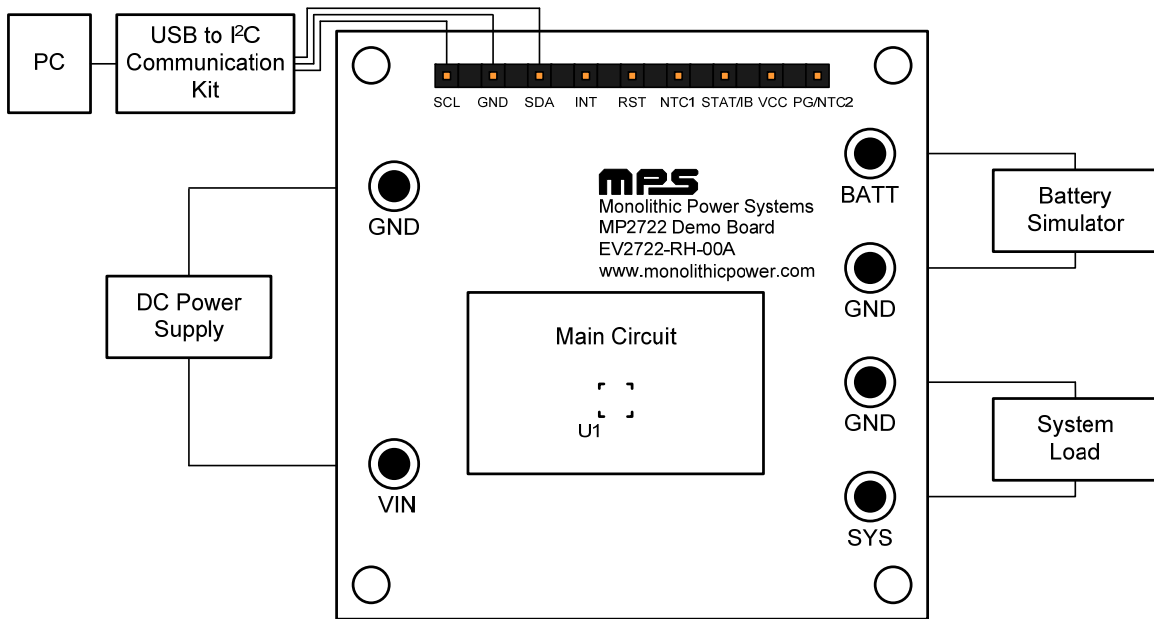 PC
USB to I²C
Communication
Kit
SCL GND SDA INT RST NTC1 STAT/IB VCC PG/NTC2
GND
DC Power
Supply
VIN
MPS
Monolithic Power Systems
MP2722 Demo Board
EV2722-RH-00A
www.monolithicpower.com
Main Circuit
U1
BATT
GND
Battery
Simulator
GND
SYS
System
Load